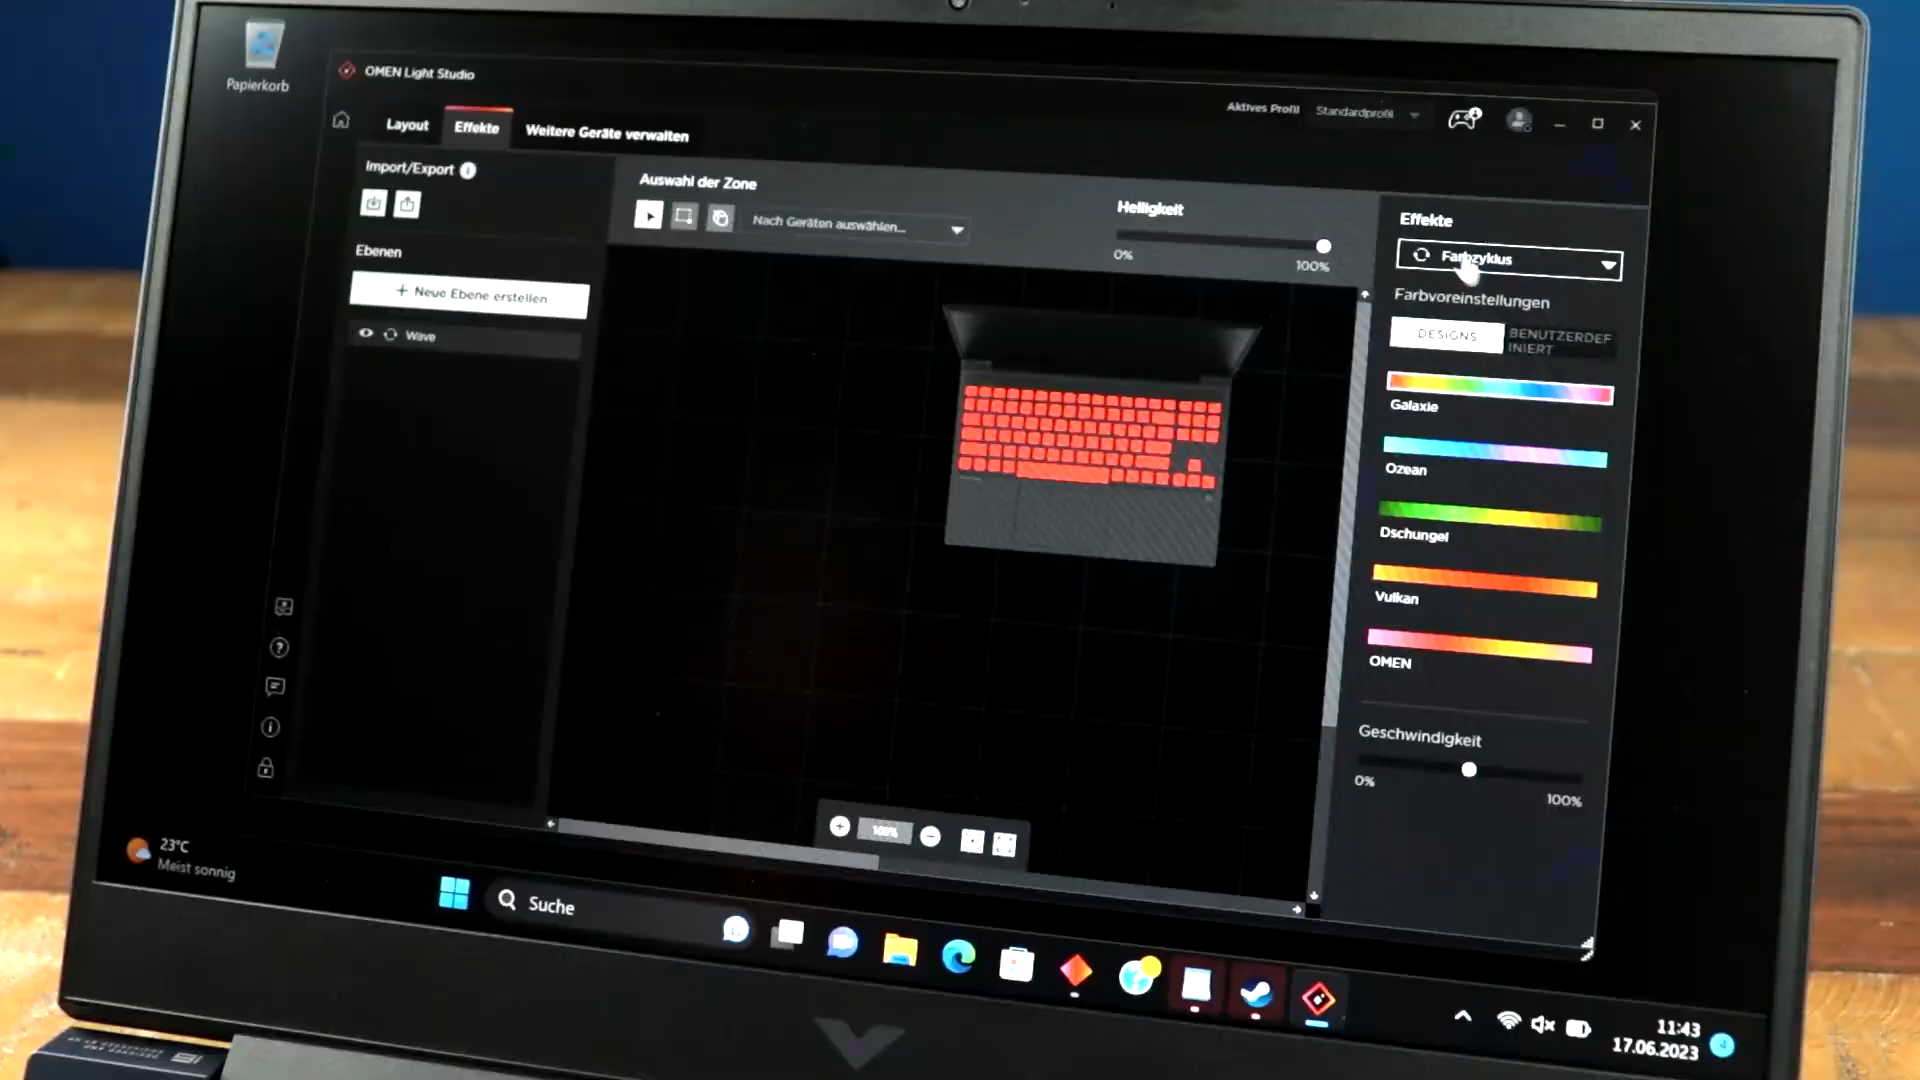 Papierkorb
OMEN Light Studio
Aktives Profil
Standardprofil
Layout
Effekte
Weitere Geräte verwalten
Import/Export
Auswahl der Zone
Nach Geräten auswählen...
Helligkeit
0%
100%
Ebenen
+ Neue Ebene erstellen
Wave
Effekte
Farbzyklus
Farbvoreinstellungen
DESIGNS
BENUTZERDEF
INIERT
Galaxie
Ozean
Dschungel
Vulkan
OMEN
Geschwindigkeit
0%
100%
100%
23°C
Meist sonnig
Suche
11:43
17.06.2023